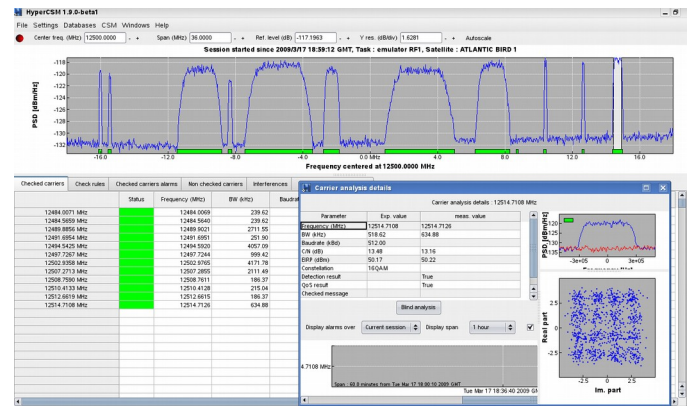 HyperCSM 1.9.0-beta1
File Settings Databases CSM Windows Help
Center freq. (MHz) 12500.0000 - + Span (MHz) 36.0000 - + Ref. level (dB) -117.1963 - + Y res. (dB/div) 1.6281 - + Autoscale
Session started since 2009/3/17 18:59:12 GMT, Task : emulator RF1, Satellite : ATLANTIC BIRD 1
PSD [dBm/Hz]
-118
-120
-122
-124
-126
-128
-130
-132
-16.0 -12.0 -8.0 -4.0 0.0 MHz 4.0 8.0 12.0 16.0
Frequency centered at 12500.0000 MHz
Checked carriers Check rules Checked carriers alarms Non checked carriers Interferences
Status Frequency (MHz) BW (kHz) Baudrat
12484.0071 MHz 12484.0069 239.62
12484.5659 MHz 12484.5640 239.62
12489.8856 MHz 12489.9021 2711.55
12491.6954 MHz 12491.6951 251.90
12494.5425 MHz 12494.5920 4057.09
12497.7267 MHz 12497.7244 999.42
12502.9358 MHz 12502.9765 4171.78
12507.2713 MHz 12507.2855 2111.49
12508.7590 MHz 12508.7611 186.37
12510.4133 MHz 12510.4128 215.04
12512.6619 MHz 12512.6615 186.37
12514.7108 MHz 12514.7126 634.88
Carrier analysis details
Carrier analysis details : 12514.7108 MHz
Parameter Exp. value meas. value
Frequency (MHz) 12514.7108 12514.7126
BW (kHz) 518.62 634.88
Baudrate (kBd) 512.00
C/N (dB) 13.48 13.16
EIRP (dBm) 50.17 50.22
Constellation 16QAM
Detection result True
QoS result True
Checked message
Blind analysis
Display alarms over Current session Display span 1 hour
4.7108 MHz
Span : 60.0 minutes from Tue Mar 17 18:00:10 2009 GMT
Tue Mar 17 18:36:40 2009 GM
PSD [dBm/Hz]
-120
-125
-130
-135
-3e+05 0 3e+05
Real part
2.5
0
-2.5
-2.5 0 2.5
Im. part